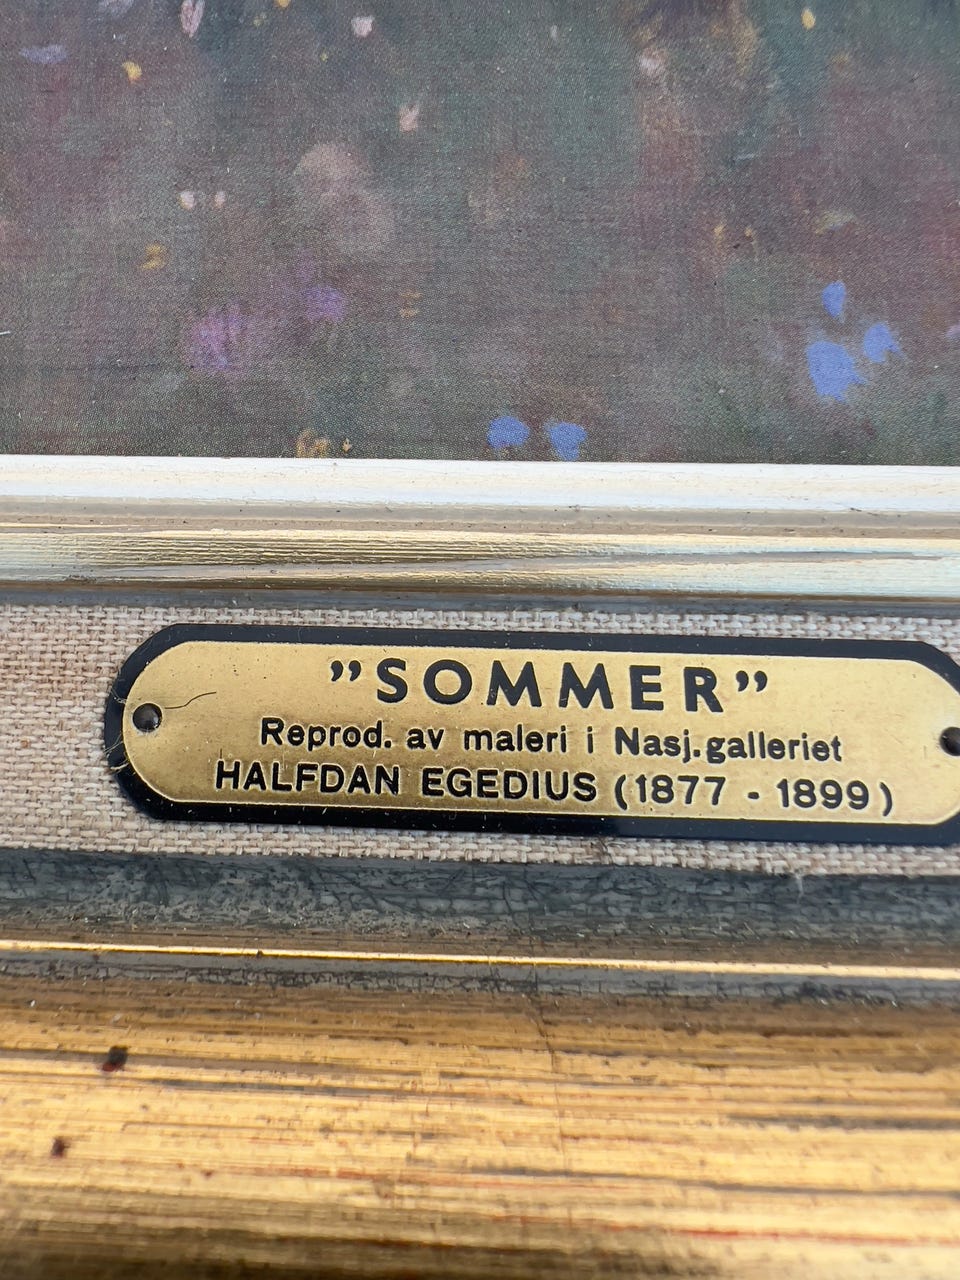 ”SOMMER”
Reprod. av maleri i Nasj.galleriet
HALFDAN EGEDIUS (1877 - 1899)